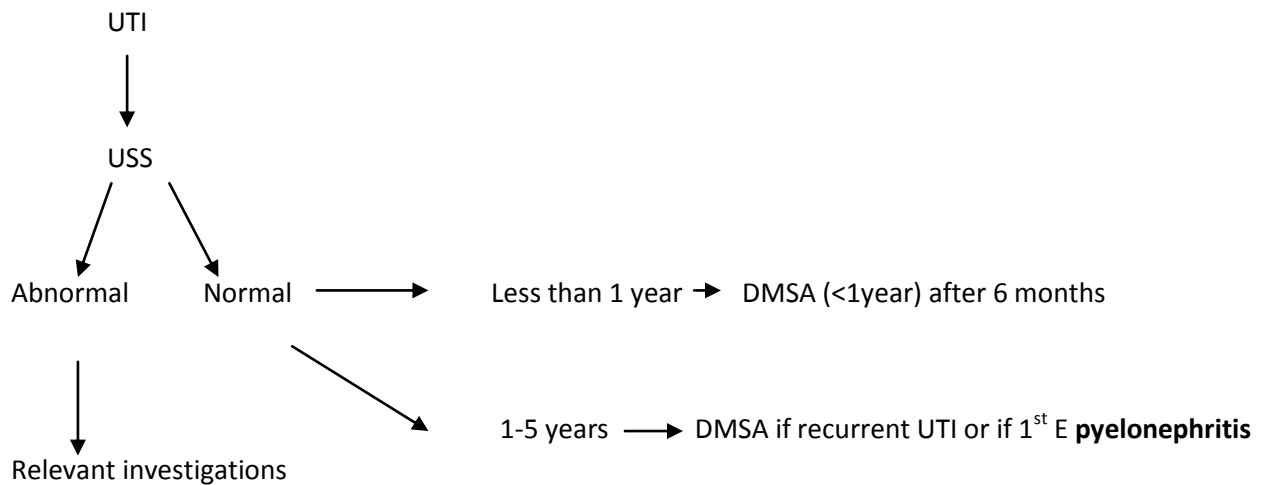 UTI
USS
Abnormal Normal Less than 1 year DMSA (<1year) after 6 months
1-5 years DMSA if recurrent UTI or if 1st E pyelonephritis
Relevant investigations